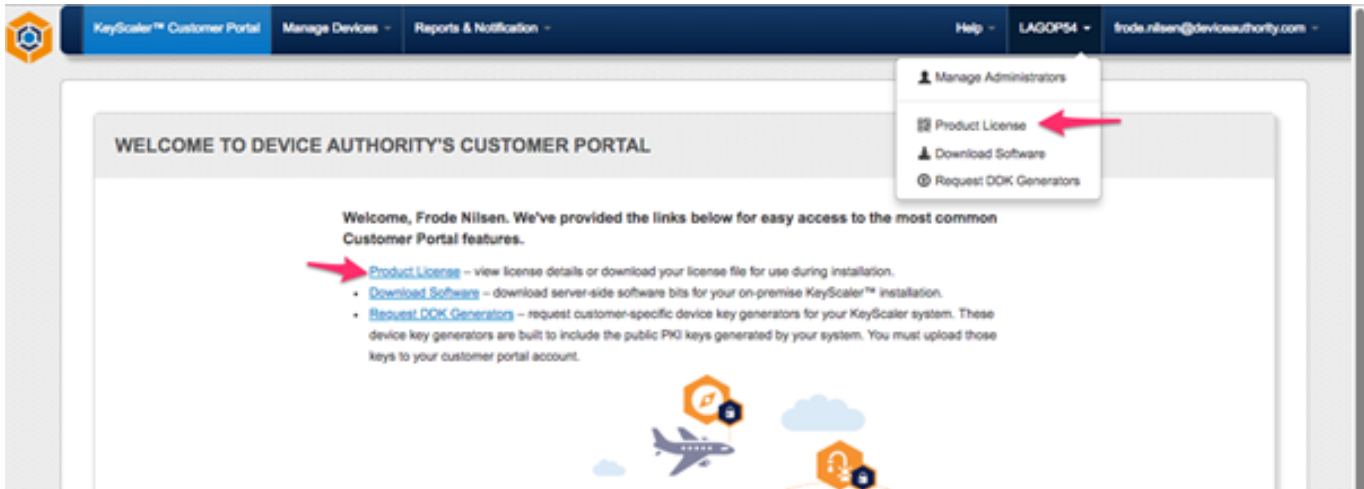 KeyScaler™ Customer Portal Manage Devices Reports & Notification Help LAGOP54 frode.nilsen@deviceauthority.com
Manage Administrators
Product License
Download Software
Request DDK Generators
WELCOME TO DEVICE AUTHORITY'S CUSTOMER PORTAL
Welcome, Frode Nilsen. We've provided the links below for easy access to the most common
Customer Portal features.
Product License – view license details or download your license file for use during installation.
• Download Software – download server-side software bits for your on-premise KeyScaler™ installation.
• Request DDK Generators – request customer-specific device key generators for your KeyScaler system. These
device key generators are built to include the public PKI keys generated by your system. You must upload those
keys to your customer portal account.